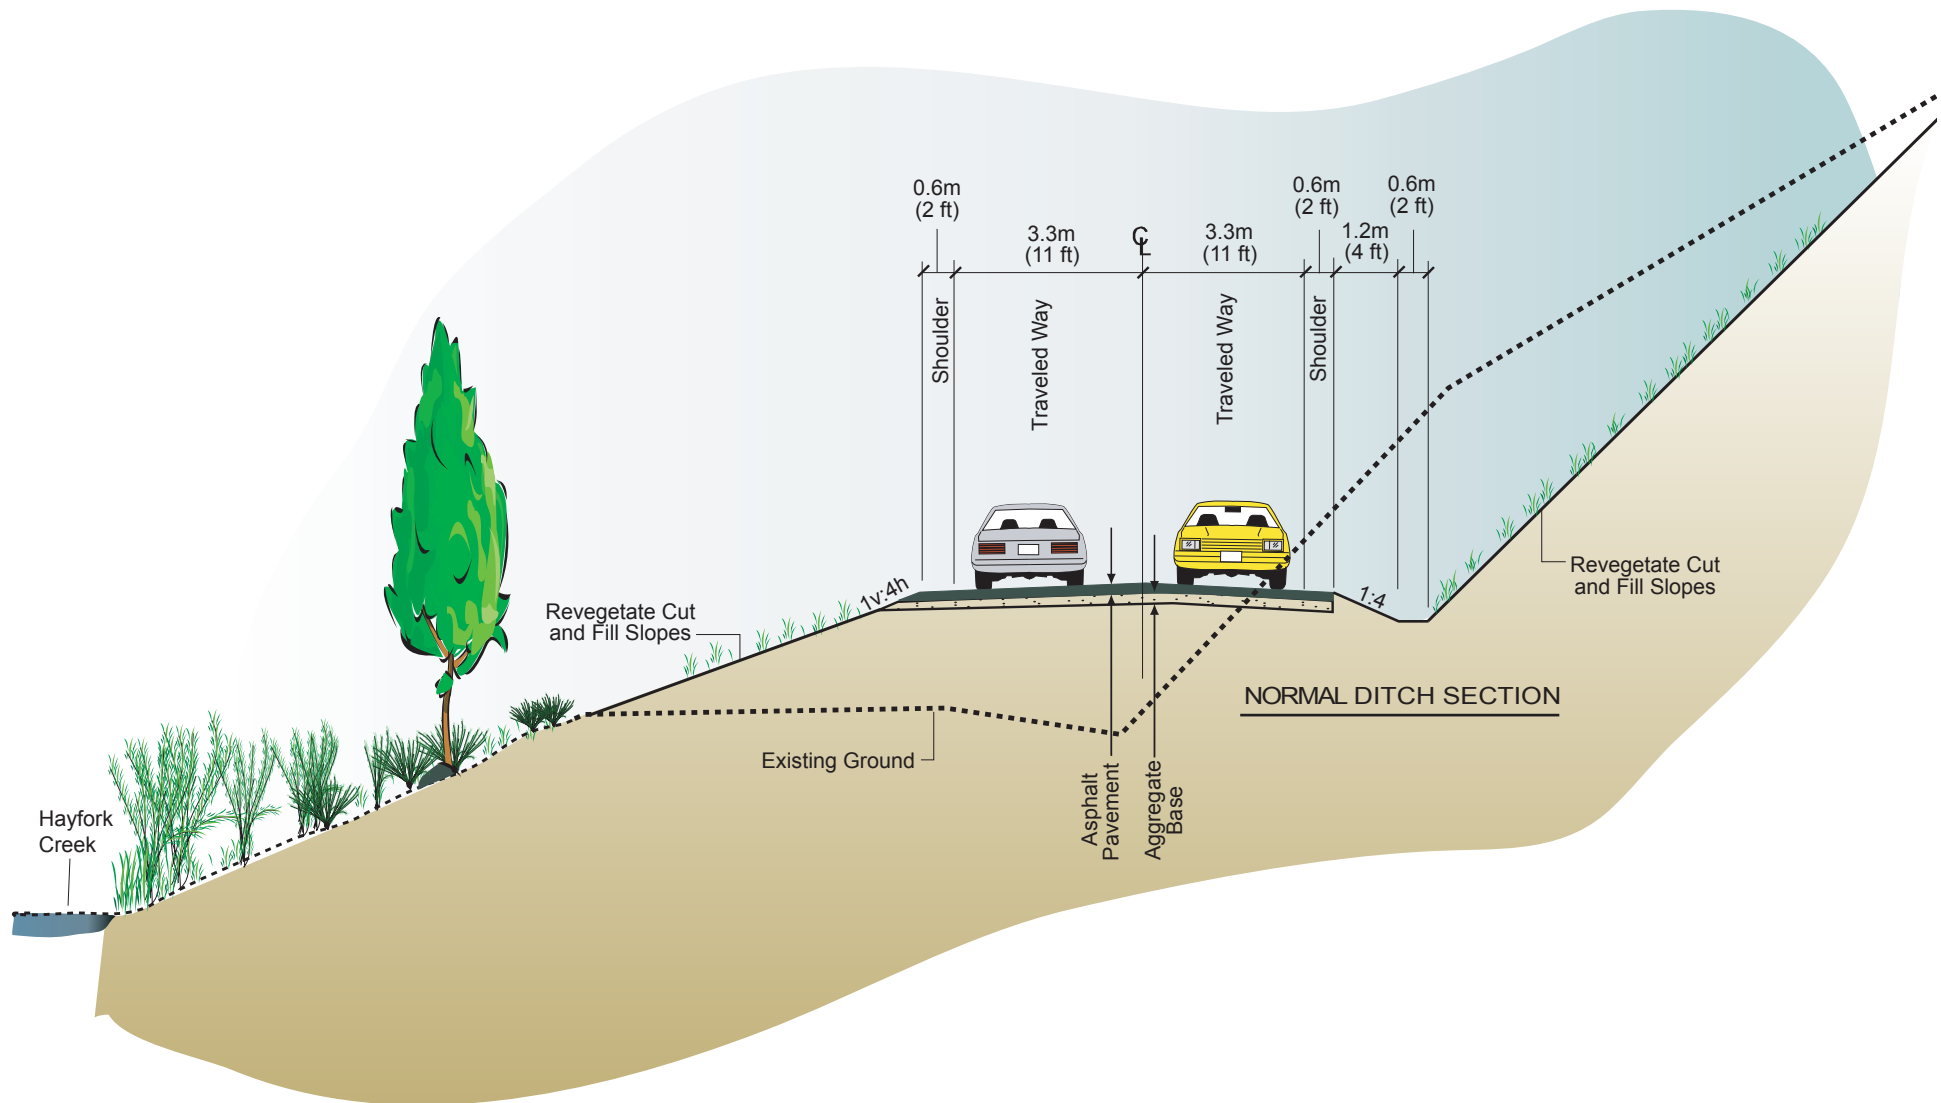 0.6m
(2 ft)
3.3m
(11 ft)
C
L
3.3m
(11 ft)
0.6m
(2 ft)
1.2m
(4 ft)
0.6m
(2 ft)
Shoulder
Traveled Way
Traveled Way
Shoulder
1v:4h
1:4
Revegetate Cut
and Fill Slopes
Revegetate Cut
and Fill Slopes
NORMAL DITCH SECTION
Existing Ground
Asphalt
Pavement
Aggregate
Base
Hayfork
Creek